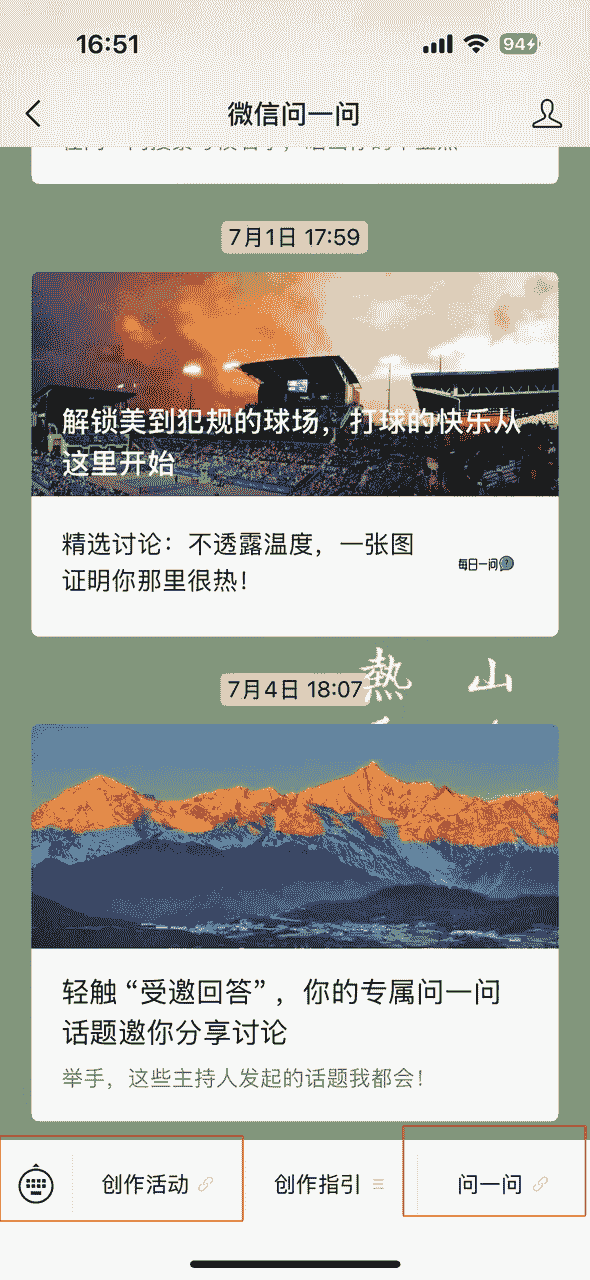 16:51
94
微信问一问
7月1日 17:59
解锁美到犯规的球场，打球的快乐从
这里开始
精选讨论：不透露温度，一张图
证明你那里很热！
每日一问
熱 山
7月4日 18:07
轻触“受邀回答”，你的专属问一问
话题邀你分享讨论
举手，这些主持人发起的话题我都会！
创作活动
创作指引
问一问